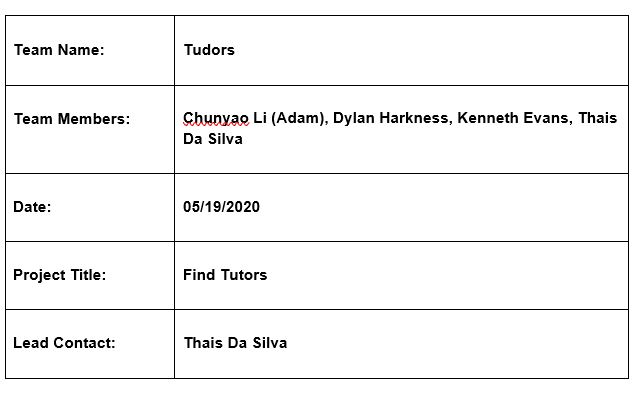 Team Name: Tudors
Team Members: Chunyao Li (Adam), Dylan Harkness, Kenneth Evans, Thais
Da Silva
Date: 05/19/2020
Project Title: Find Tutors
Lead Contact: Thais Da Silva